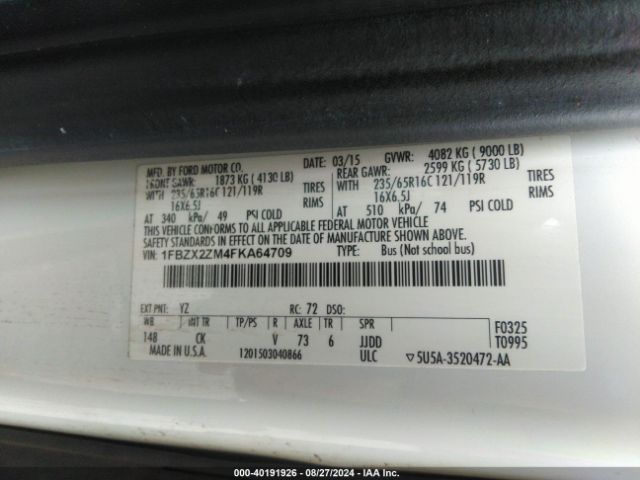 MFD. BY FORD MOTOR CO. DATE: 03/15 GVWR: 4082 KG ( 9000 LB)
FRONT GAWR: 1873 KG ( 4130 LB) REAR GAWR: 2599 KG ( 5730 LB)
WITH 235/65R16C 121/119R TIRES WITH 235/65R16C 121/119R TIRES
16X6.5J RIMS 16X6.5J RIMS
AT 340 kPa/ 49 PSI COLD AT 510 kPa/ 74 PSI COLD
THIS VEHICLE CONFORMS TO ALL APPLICABLE FEDERAL MOTOR VEHICLE
SAFETY STANDARDS IN EFFECT ON THE DATE OF MANUFACTURE SHOWN ABOVE.
VIN: 1FBZX2ZM4FKA64709 TYPE: Bus (Not school bus)
EXT PNT: YZ RC: 72 DSO: F0325
WB INT TR TP/PS R AXLE TR SPR T0995
148 CK V 73 6 JJDD
MADE IN U.S.A. 1201503040866 ULC 5U5A-3520472-AA
000-40191926 - 08/27/2024 - IAA Inc.